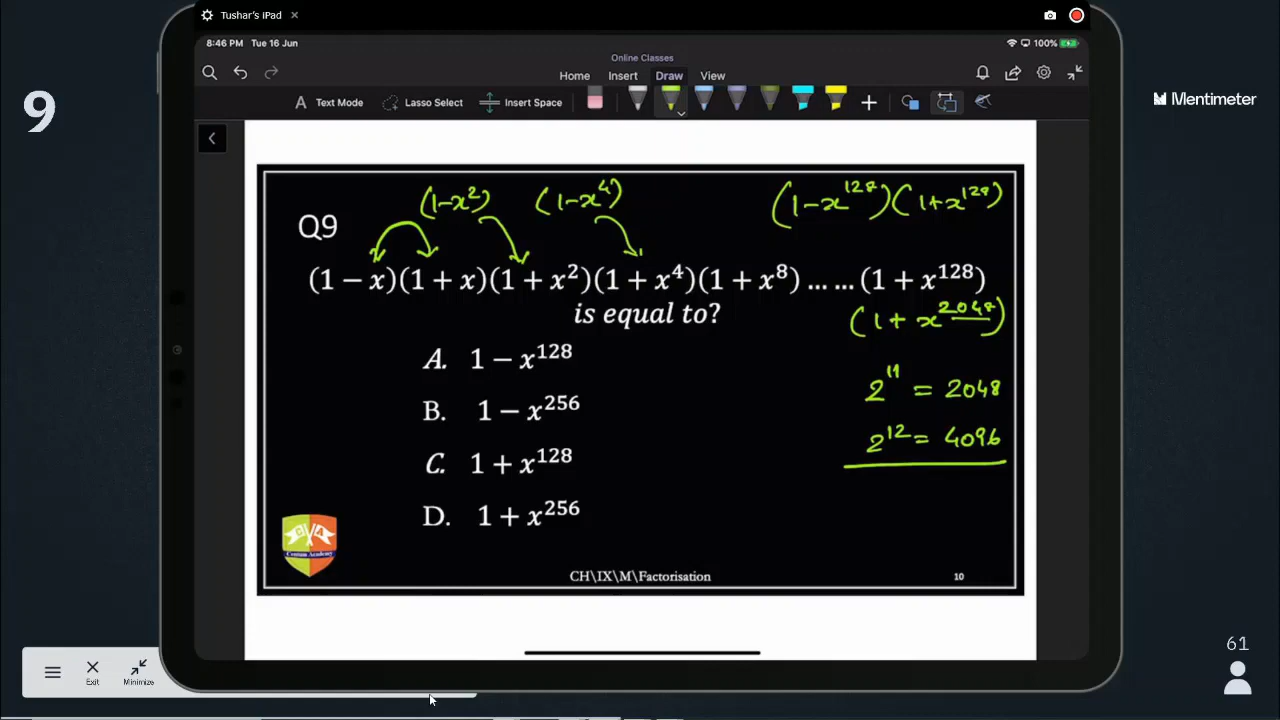 Tushar's iPad ×
8:46 PM Tue 16 Jun
100%
Online Classes
Home Insert Draw View
A Text Mode Lasso Select Insert Space
9
Mentimeter
(1-x²) (1-x⁴) (1-x¹²⁸)(1+x¹²⁸)
Q9
(1 − x)(1 + x)(1 + x²)(1 + x⁴)(1 + x⁸) … … (1 + x¹²⁸)
is equal to?
(1 + x²⁰⁴⁸)
A. 1 − x¹²⁸
2¹¹ = 2048
B. 1 − x²⁵⁶
2¹² = 4096
C. 1 + x¹²⁸
D. 1 + x²⁵⁶
CA
Centum Academy
CH\IX\M\Factorisation
10
61
Exit Minimize